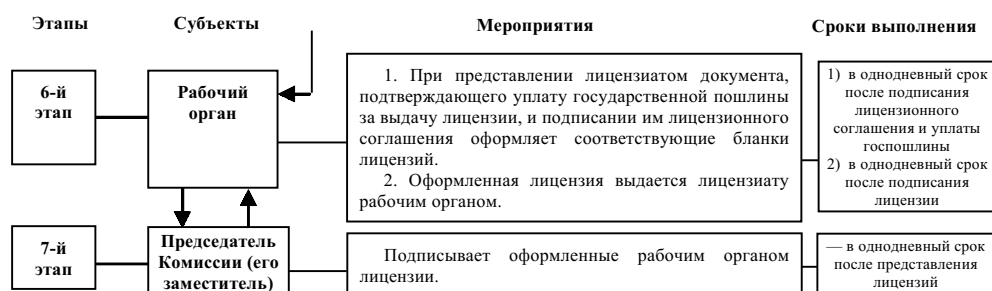 Этапы Субъекты Мероприятия Сроки выполнения
6-й
этап
Рабочий
орган
1. При представлении лицензиатом документа,
подтверждающего уплату государственной пошлины
за выдачу лицензии, и подписании им лицензионного
соглашения оформляет соответствующие бланки
лицензий.
2. Оформленная лицензия выдается лицензиату
рабочим органом.
1) в однодневный срок
после подписания
лицензионного
соглашения и уплаты
госпошлины
2) в однодневный срок
после подписания
лицензии
7-й
этап
Председатель
Комиссии (его
заместитель)
Подписывает оформленные рабочим органом
лицензии.
— в однодневный срок
после представления
лицензий